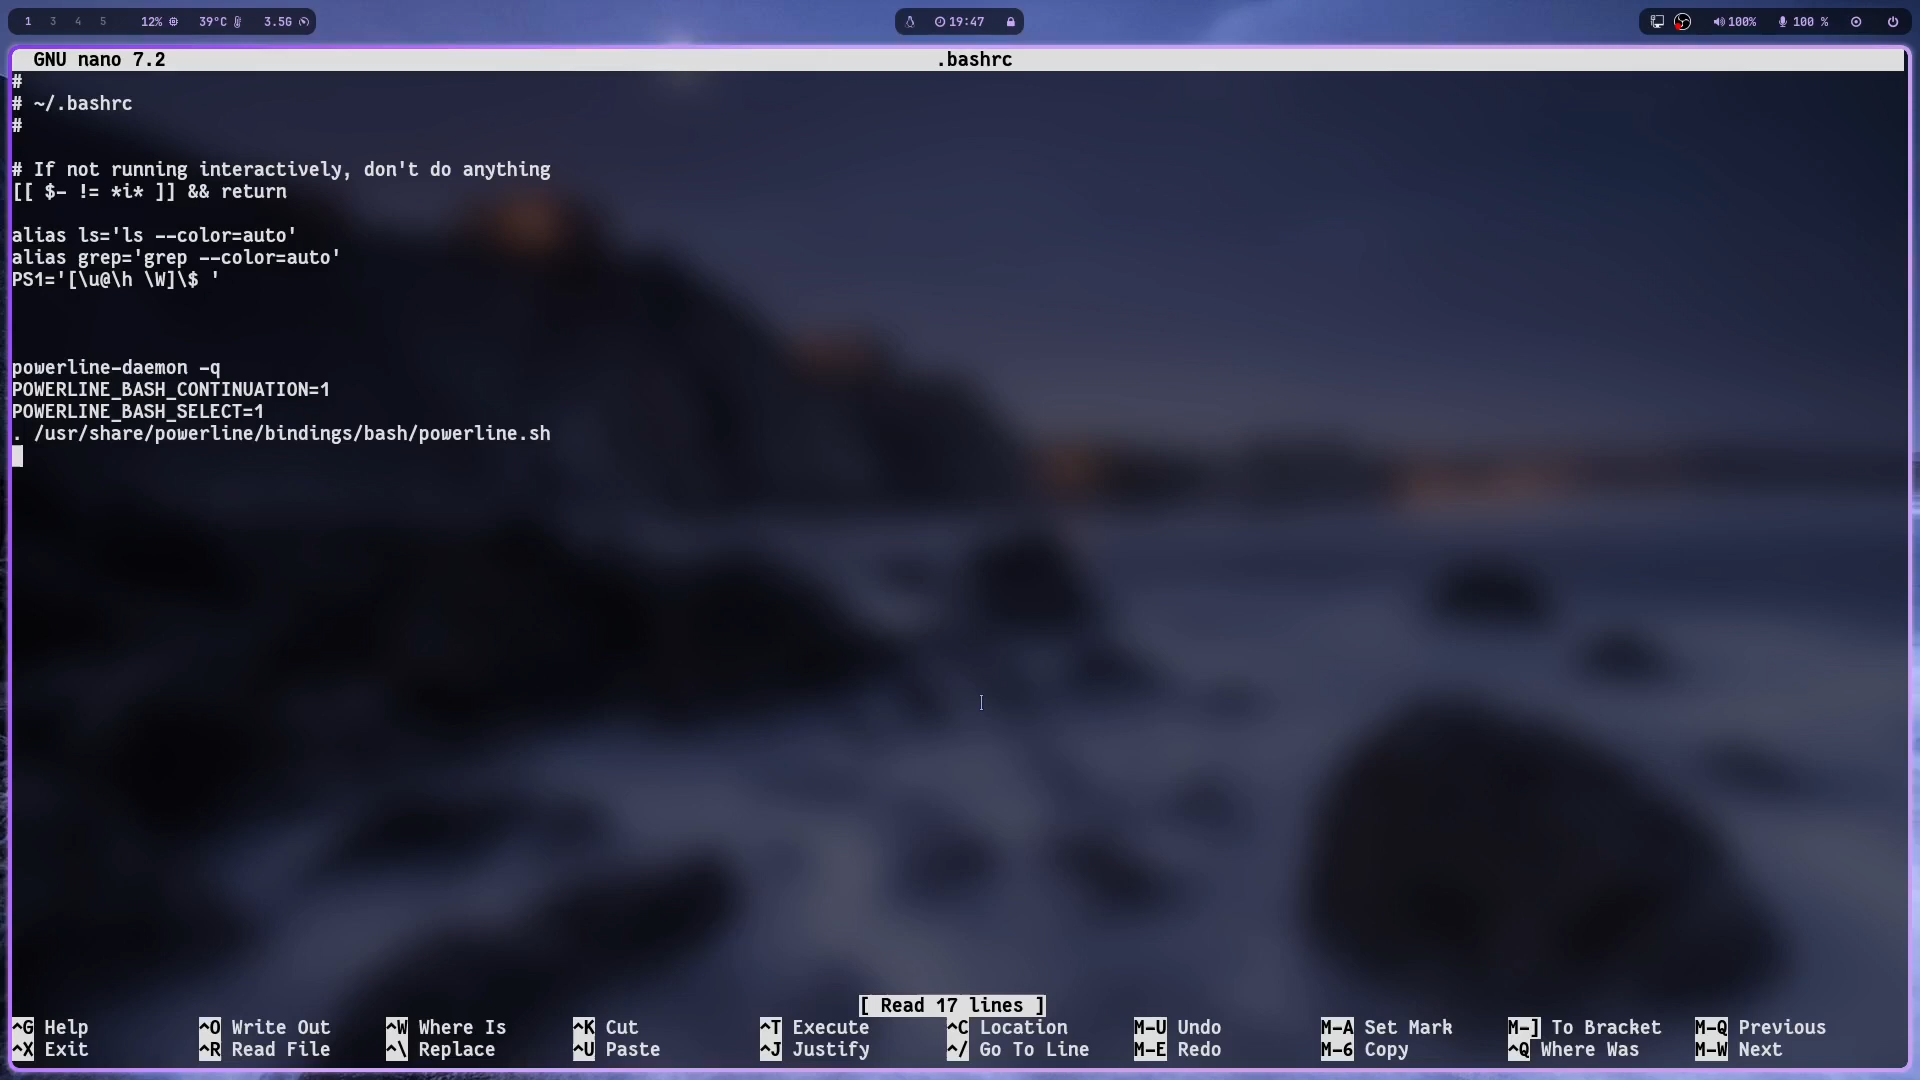 1 3 4 5 12% 39°C 3.5G 19:47 100% 100 %
GNU nano 7.2 .bashrc
#
# ~/.bashrc
#
# If not running interactively, don't do anything
[[ $- != *i* ]] && return
alias ls='ls --color=auto'
alias grep='grep --color=auto'
PS1='[\u@\h \W]\$ '
powerline-daemon -q
POWERLINE_BASH_CONTINUATION=1
POWERLINE_BASH_SELECT=1
. /usr/share/powerline/bindings/bash/powerline.sh
[ Read 17 lines ]
^G Help ^O Write Out ^W Where Is ^K Cut ^T Execute ^C Location M-U Undo M-A Set Mark M-] To Bracket M-Q Previous
^X Exit ^R Read File ^\ Replace ^U Paste ^J Justify ^/ Go To Line M-E Redo M-6 Copy ^Q Where Was M-W Next